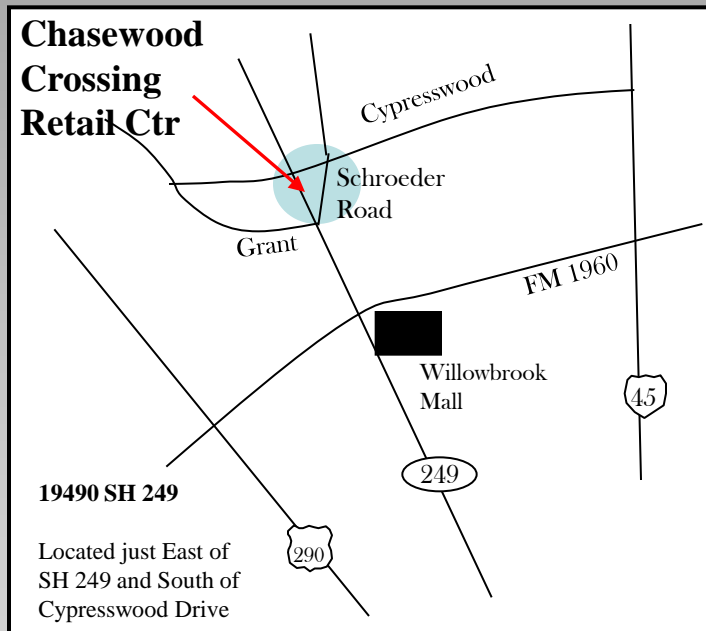 Chasewood
Crossing
Retail Ctr
Cypresswood
Schroeder
Road
Grant
FM 1960
Willowbrook
Mall
45
249
19490 SH 249
290
Located just East of
SH 249 and South of
Cypresswood Drive